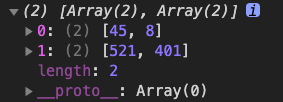 ▼ (2) [Array(2), Array(2)] i
▶ 0: (2) [45, 8]
▶ 1: (2) [521, 401]
length: 2
▶ __proto__: Array(0)